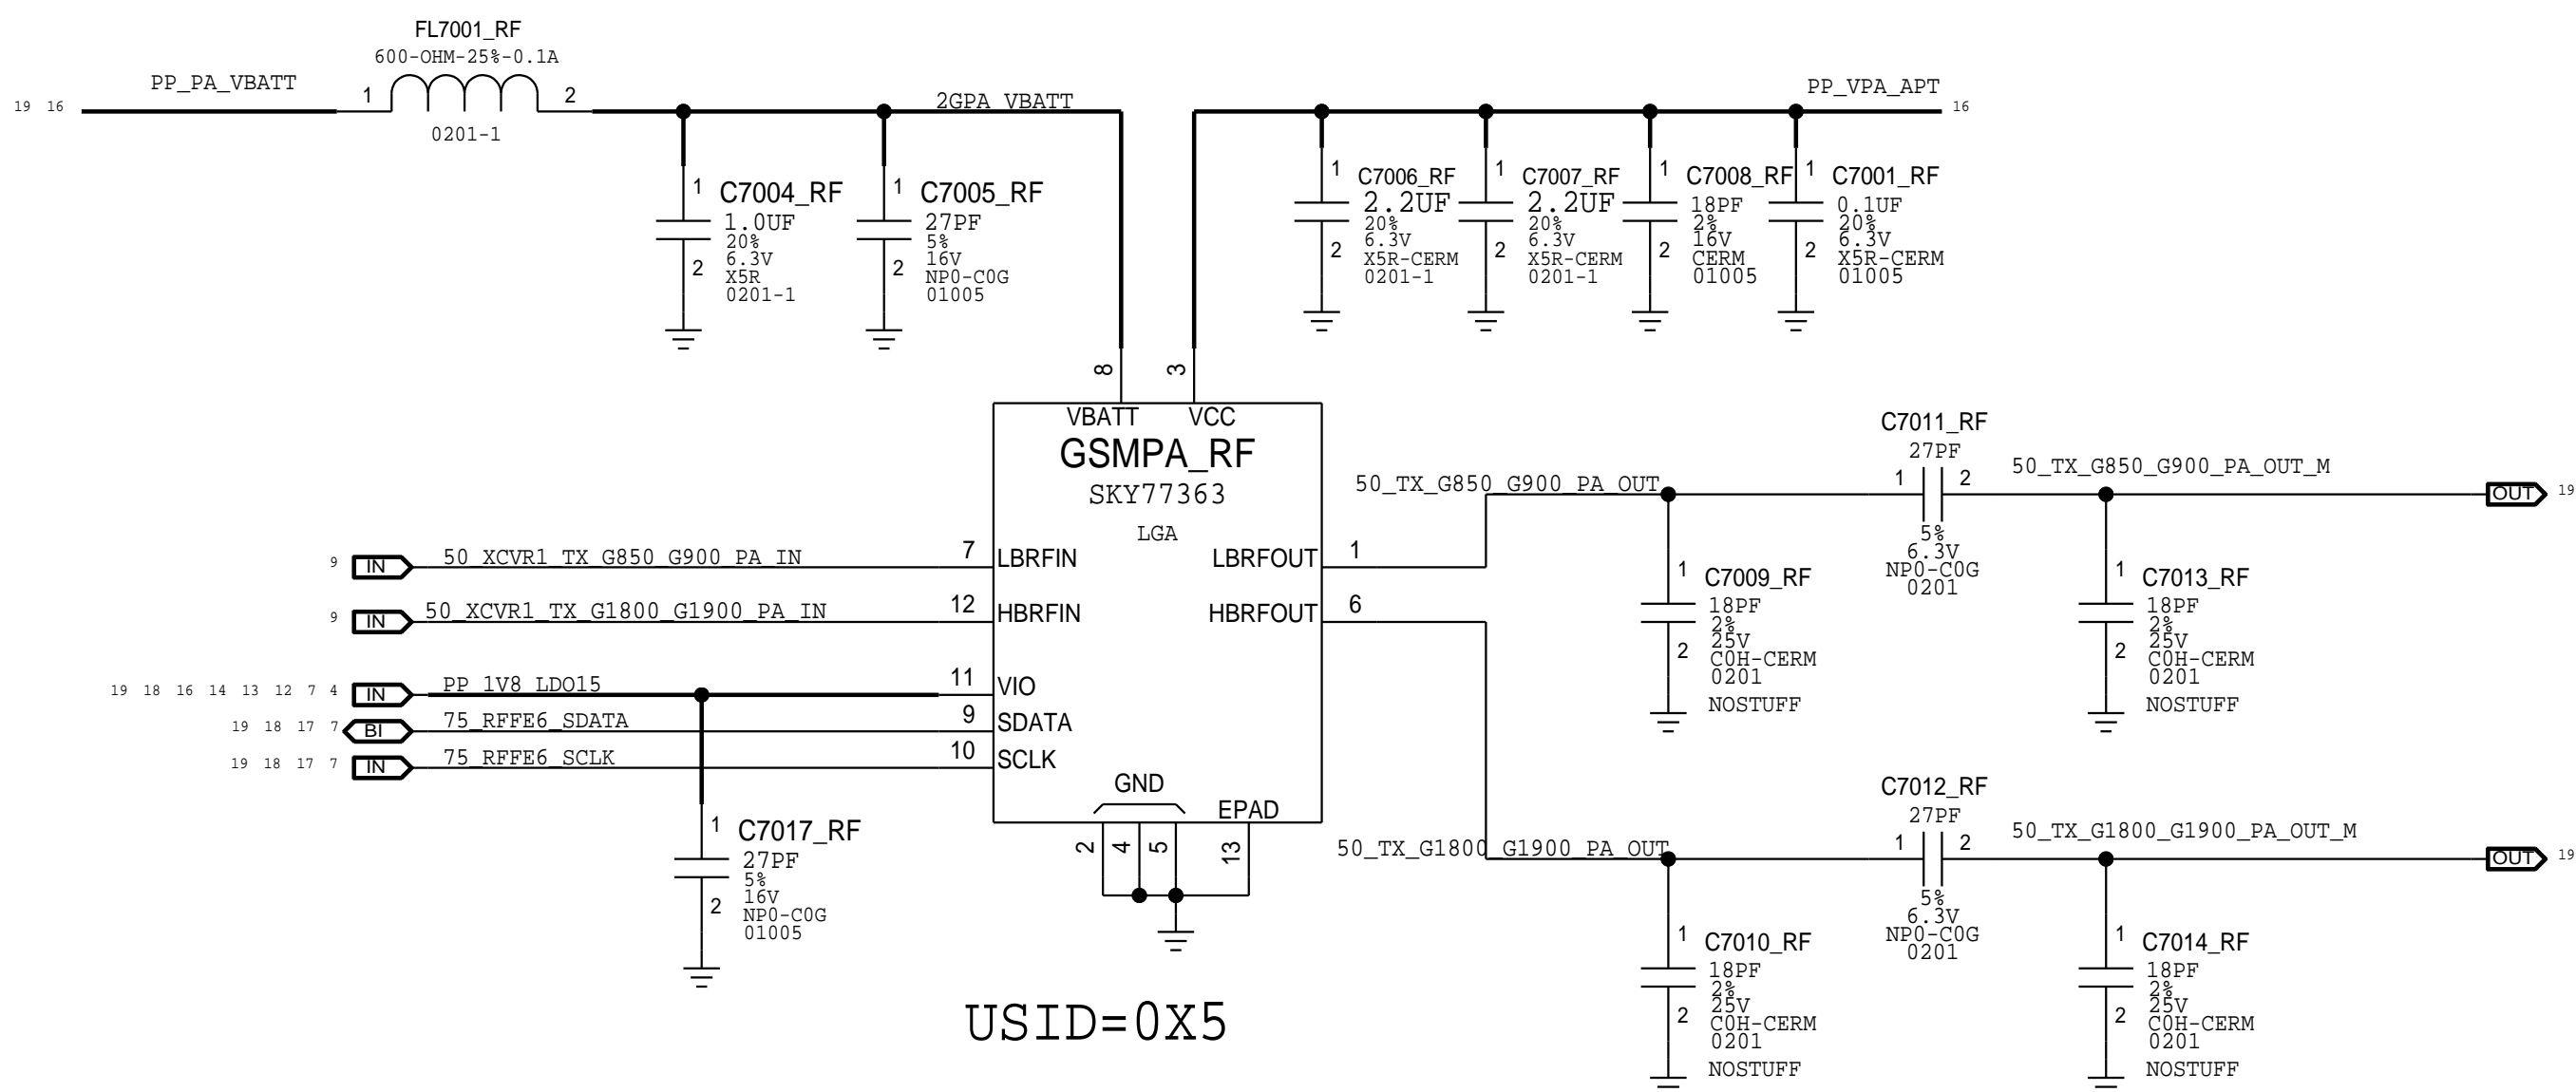 FL7001_RF
600-OHM-25%-0.1A
PP_PA_VBATT
1
2
19 16
0201-1
2GPA_VBATT
PP_VPA_APT
16
1
C7004_RF
1.0UF
20%
6.3V
2
X5R
0201-1
1
C7005_RF
27PF
5%
16V
2
NP0-C0G
01005
1
C7006_RF
2.2UF
20%
6.3V
2
X5R-CERM
0201-1
1
C7007_RF
2.2UF
20%
6.3V
2
X5R-CERM
0201-1
1
C7008_RF
18PF
2%
16V
2
CERM
01005
1
C7001_RF
0.1UF
20%
6.3V
2
X5R-CERM
01005
8
3
VBATT
VCC
GSMPA_RF
SKY77363
LGA
9
IN
50_XCVR1_TX_G850_G900_PA_IN
7
LBRFIN
9
IN
50_XCVR1_TX_G1800_G1900_PA_IN
12
HBRFIN
19 18 16 14 13 12 7 4
IN
PP_1V8_LDO15
11
VIO
19 18 17 7
BI
75_RFFE6_SDATA
9
SDATA
19 18 17 7
IN
75_RFFE6_SCLK
10
SCLK
LBRFOUT
1
HBRFOUT
6
GND
EPAD
2
4
5
13
1
C7017_RF
27PF
5%
16V
2
NP0-C0G
01005
50_TX_G850_G900_PA_OUT
C7011_RF
27PF
1
2
5%
6.3V
NP0-C0G
0201
50_TX_G850_G900_PA_OUT_M
OUT
19
1
C7009_RF
18PF
2%
25V
2
C0H-CERM
0201
NOSTUFF
1
C7013_RF
18PF
2%
25V
2
C0H-CERM
0201
NOSTUFF
50_TX_G1800_G1900_PA_OUT
C7012_RF
27PF
1
2
5%
6.3V
NP0-C0G
0201
50_TX_G1800_G1900_PA_OUT_M
OUT
19
1
C7010_RF
18PF
2%
25V
2
C0H-CERM
0201
NOSTUFF
1
C7014_RF
18PF
2%
25V
2
C0H-CERM
0201
NOSTUFF
USID=0X5